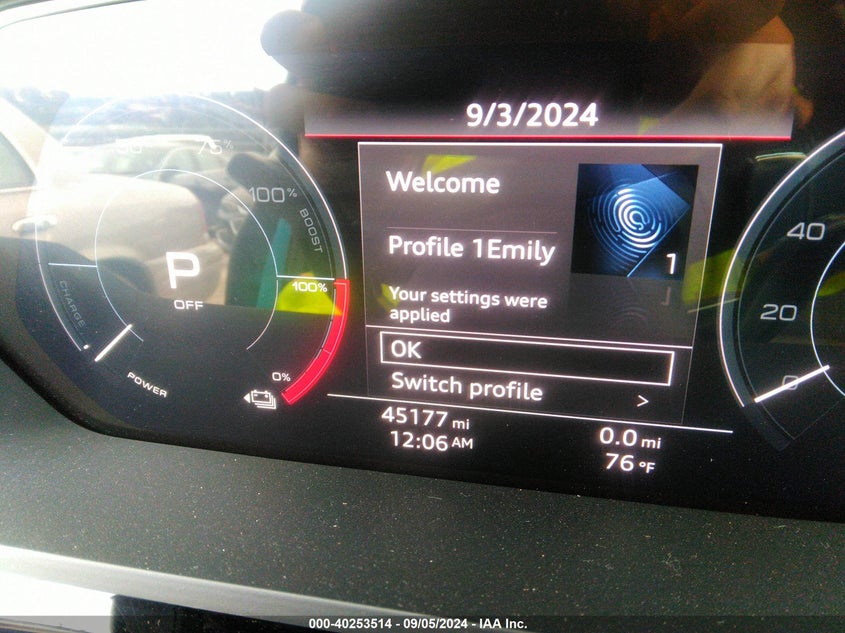 9/3/2024
Welcome
Profile 1Emily
1
Your settings were
applied
OK
Switch profile >
45177 mi
12:06 AM
0.0 mi
76 °F
50
75%
100%
BOOST
P
OFF
100%
CHARGE
0%
POWER
40
20
0
000-40253514 - 09/05/2024 - IAA Inc.